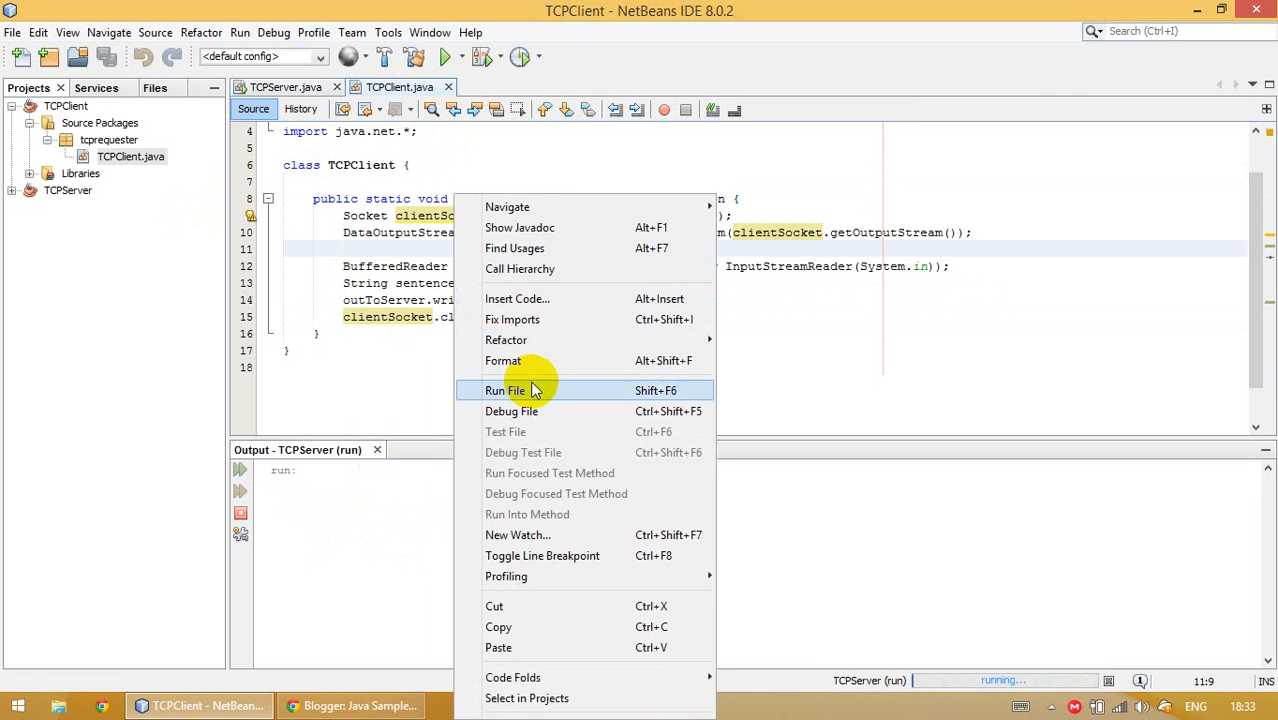 TCPClient - NetBeans IDE 8.0.2
File Edit View Navigate Source Refactor Run Debug Profile Team Tools Window Help
Search (Ctrl+I)
<default config>
Projects Services Files
TCPServer.java TCPClient.java
Source History
TCPClient
Source Packages
tcprequester
TCPClient.java
Libraries
TCPServer
4 import java.net.*;
5
6 class TCPClient {
7
8 public static void n {
Socket clientSo );
10 DataOutputStrea m(clientSocket.getOutputStream());
11
12 BufferedReader InputStreamReader(System.in));
13 String sentence
14 outToServer.wri
15 clientSocket.cl
16 }
17 }
18
Navigate
Show Javadoc Alt+F1
Find Usages Alt+F7
Call Hierarchy
Insert Code... Alt+Insert
Fix Imports Ctrl+Shift+I
Refactor
Format Alt+Shift+F
Run File Shift+F6
Debug File Ctrl+Shift+F5
Test File Ctrl+F6
Debug Test File Ctrl+Shift+F6
Run Focused Test Method
Debug Focused Test Method
Run Into Method
New Watch... Ctrl+Shift+F7
Toggle Line Breakpoint Ctrl+F8
Profiling
Cut Ctrl+X
Copy Ctrl+C
Paste Ctrl+V
Code Folds
Select in Projects
Output - TCPServer (run)
run:
TCPServer (run) running... 11:9 INS
TCPClient - NetBean... Blogger: Java Sample... ENG 18:33